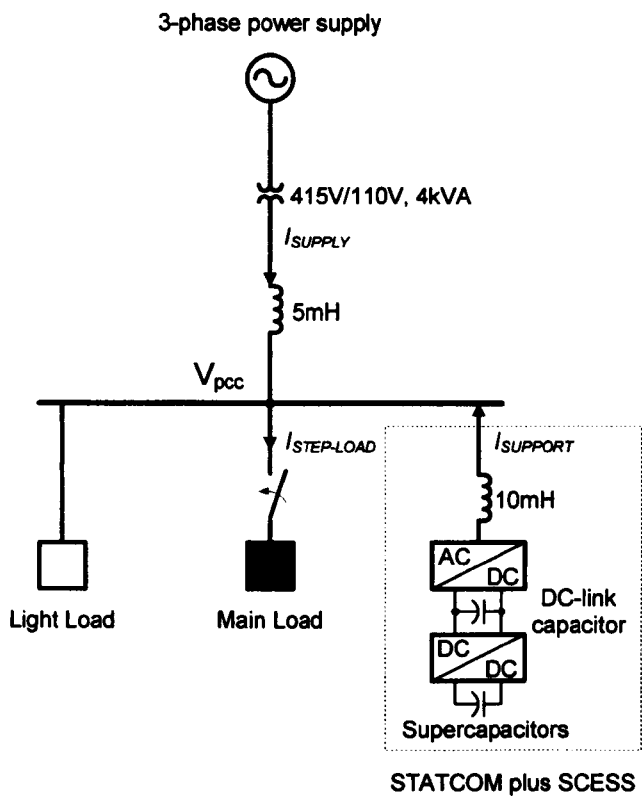 3-phase power supply
415V/110V, 4kVA
ISUPPLY
5mH
Vpcc
ISTEP-LOAD
ISUPPORT
10mH
AC
DC
DC-link
capacitor
DC
DC
Light Load
Main Load
Supercapacitors
STATCOM plus SCESS